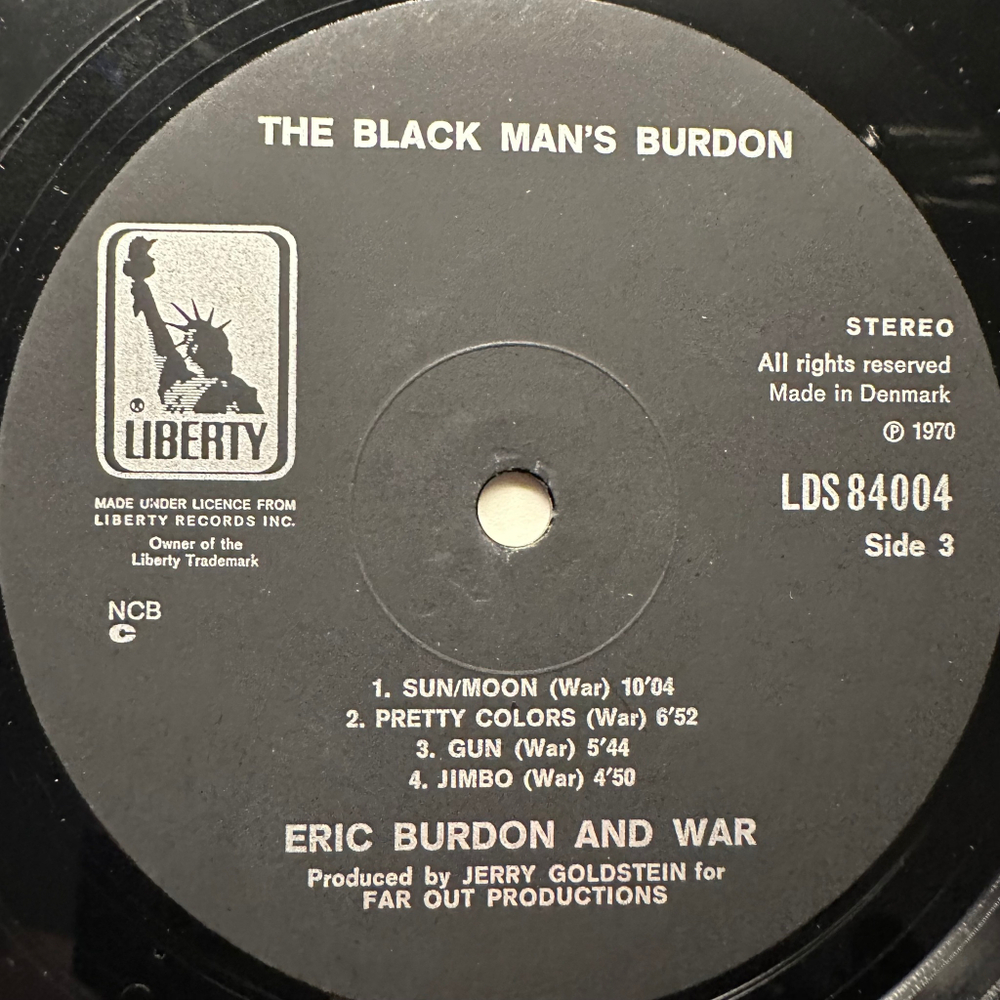 THE BLACK MAN'S BURDON
®
LIBERTY
MADE UNDER LICENCE FROM
LIBERTY RECORDS INC.
Owner of the
Liberty Trademark
NCB
C
STEREO
All rights reserved
Made in Denmark
℗ 1970
LDS 84004
Side 3
1. SUN/MOON (War) 10'04
2. PRETTY COLORS (War) 6'52
3. GUN (War) 5'44
4. JIMBO (War) 4'50
ERIC BURDON AND WAR
Produced by JERRY GOLDSTEIN for
FAR OUT PRODUCTIONS